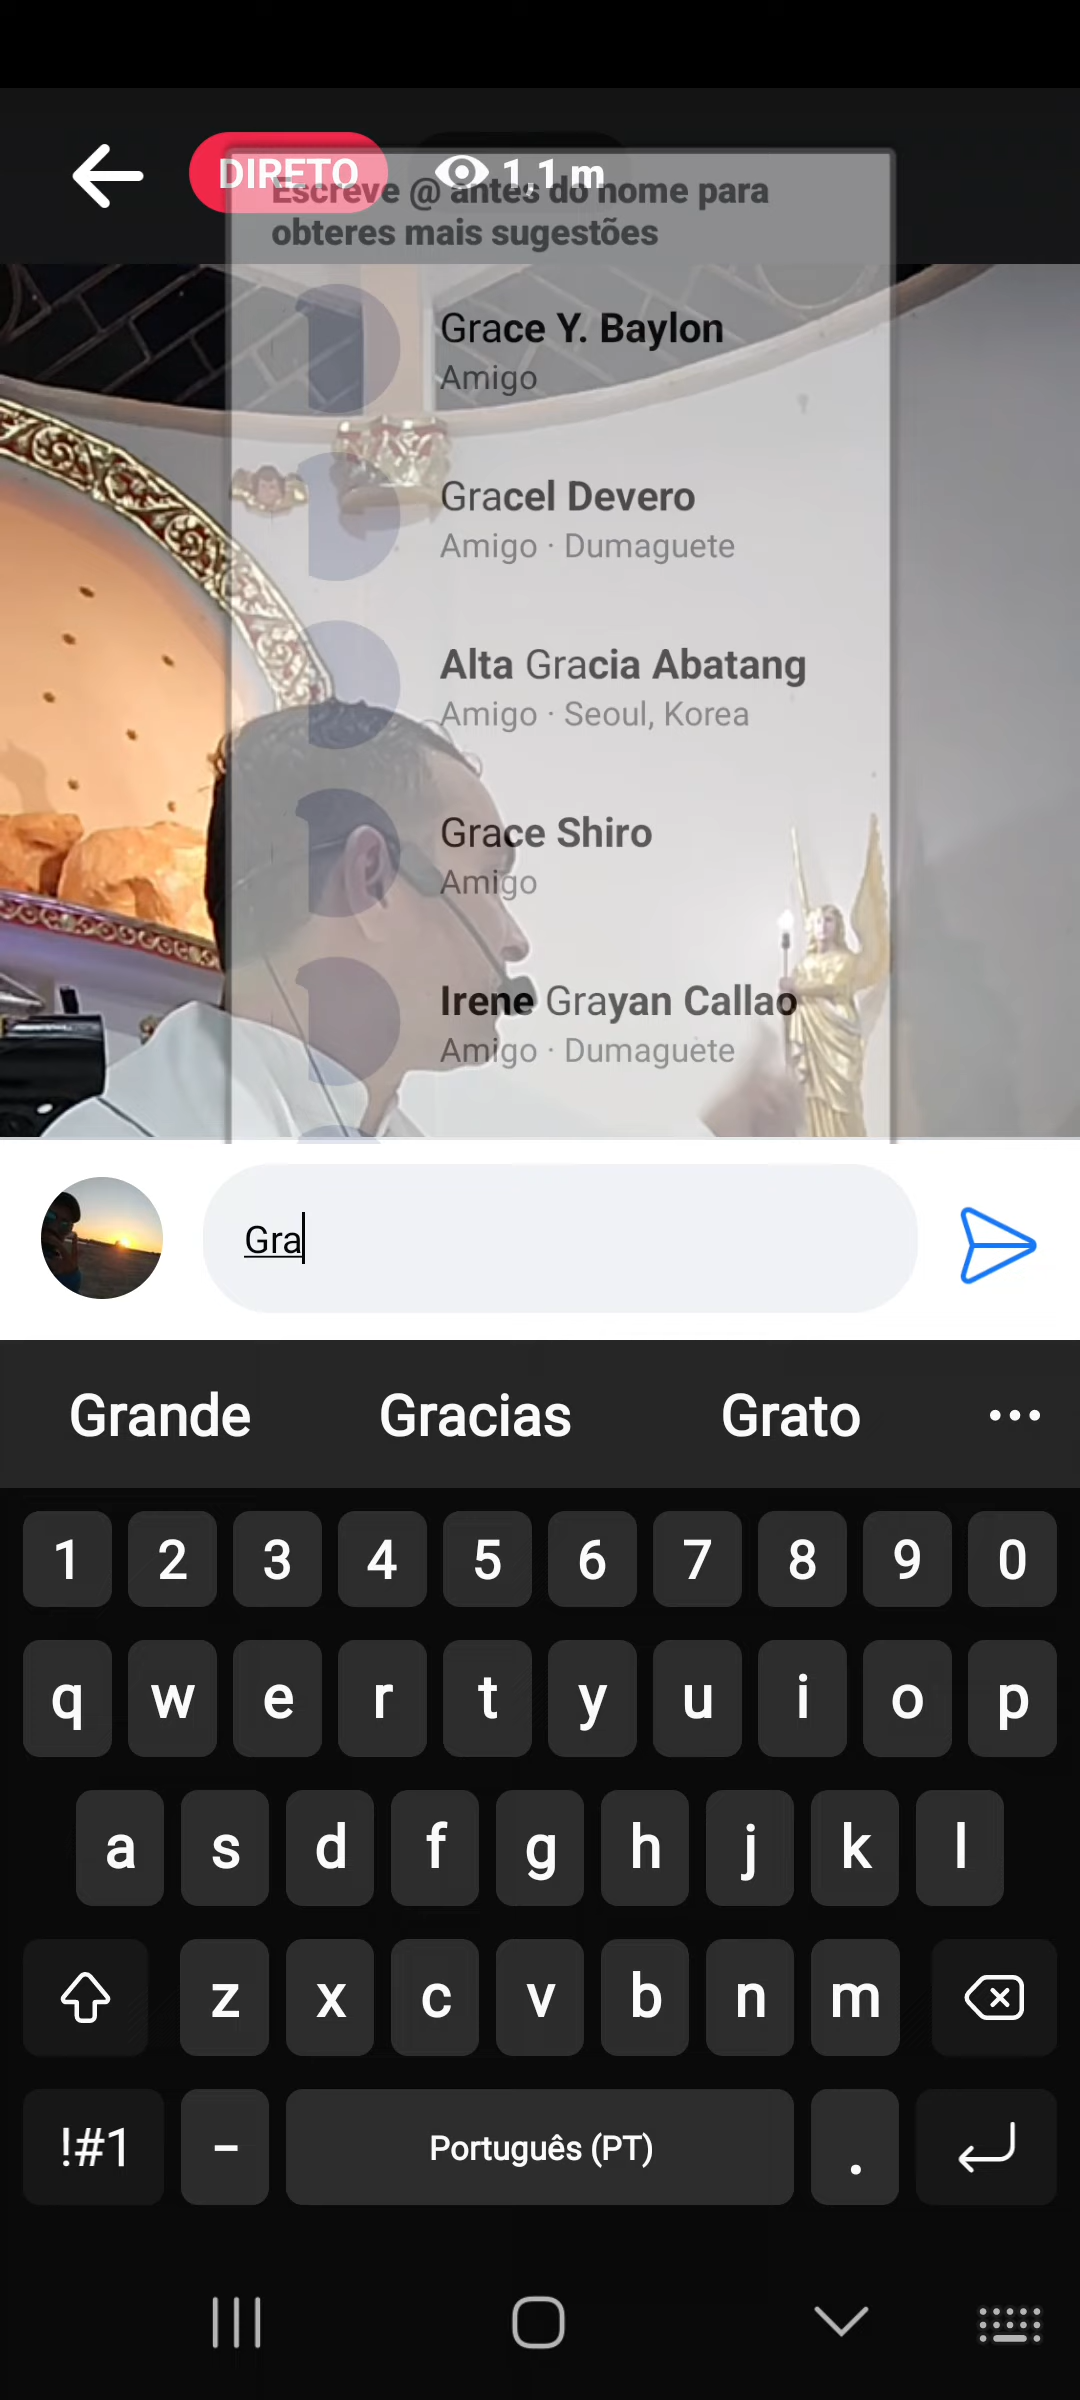 DIRETO 1,1 m
Escreve @ antes do nome para
obteres mais sugestões
Grace Y. Baylon
Amigo
Gracel Devero
Amigo · Dumaguete
Alta Gracia Abatang
Amigo · Seoul, Korea
Grace Shiro
Amigo
Irene Grayan Callao
Amigo · Dumaguete
Gra
Grande Gracias Grato
1 2 3 4 5 6 7 8 9 0
q w e r t y u i o p
a s d f g h j k l
z x c v b n m
!#1 - Português (PT) .